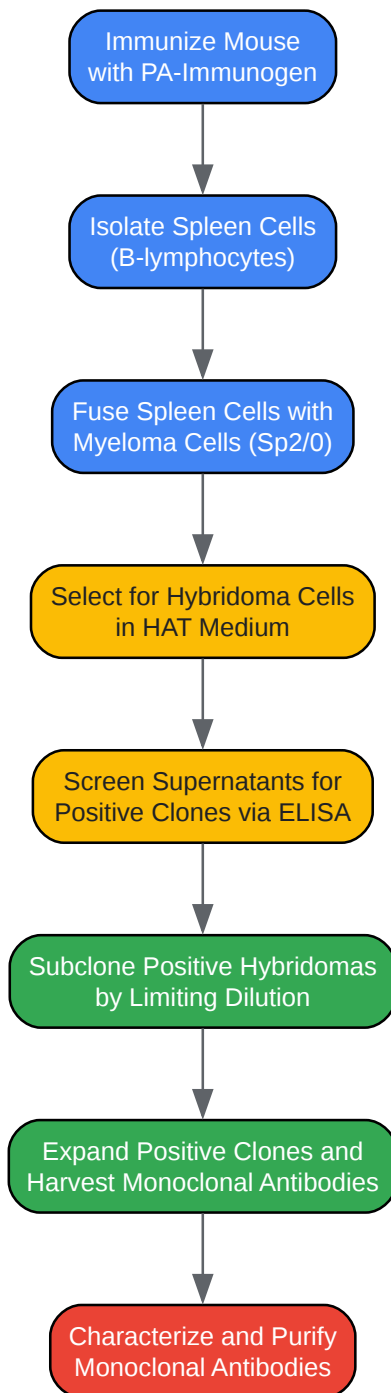 Immunize Mouse
with PA-Immunogen
Isolate Spleen Cells
(B-lymphocytes)
Fuse Spleen Cells with
Myeloma Cells (Sp2/0)
Select for Hybridoma Cells
in HAT Medium
Screen Supernatants for
Positive Clones via ELISA
Subclone Positive Hybridomas
by Limiting Dilution
Expand Positive Clones and
Harvest Monoclonal Antibodies
Characterize and Purify
Monoclonal Antibodies